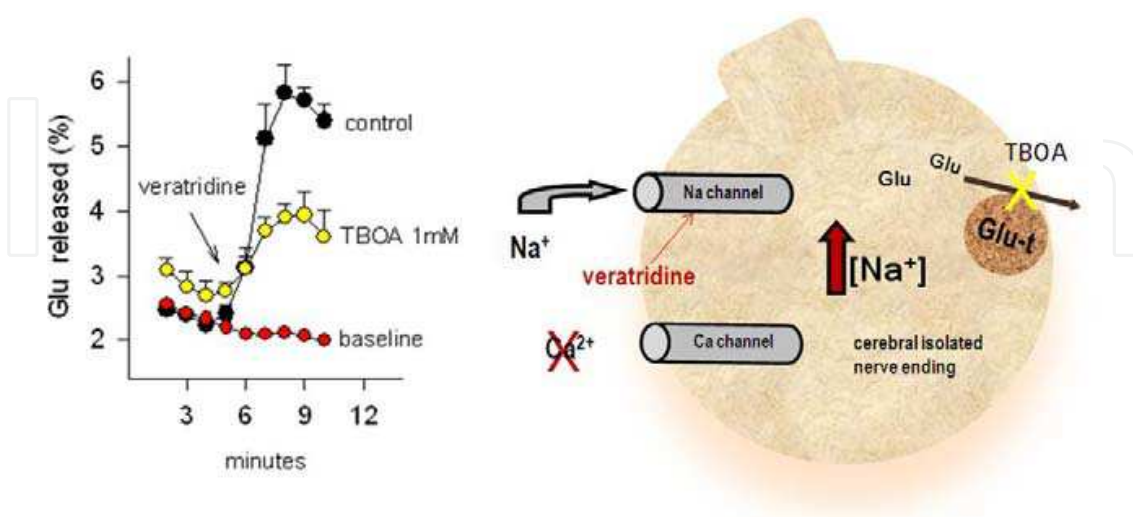 Glu released (%)
6
5
4
3
2
3
6
9
12
minutes
veratridine
control
TBOA 1mM
baseline
Na⁺
Na channel
veratridine
[Na⁺]
Ca²⁺
Ca channel
Glu
Glu
TBOA
Glu-t
cerebral isolated
nerve ending